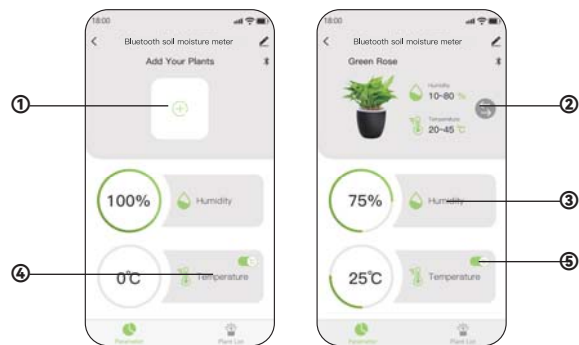 18:00
Bluetooth soil moisture meter
Add Your Plants
①
100%
Humidity
④
0℃
Temperature
Parameter
Plant List
18:00
Bluetooth soil moisture meter
Green Rose
Humidity
10~80 %
②
Temperature
20~45 ℃
75%
Humidity
③
⑤
25℃
Temperature
Parameter
Plant List